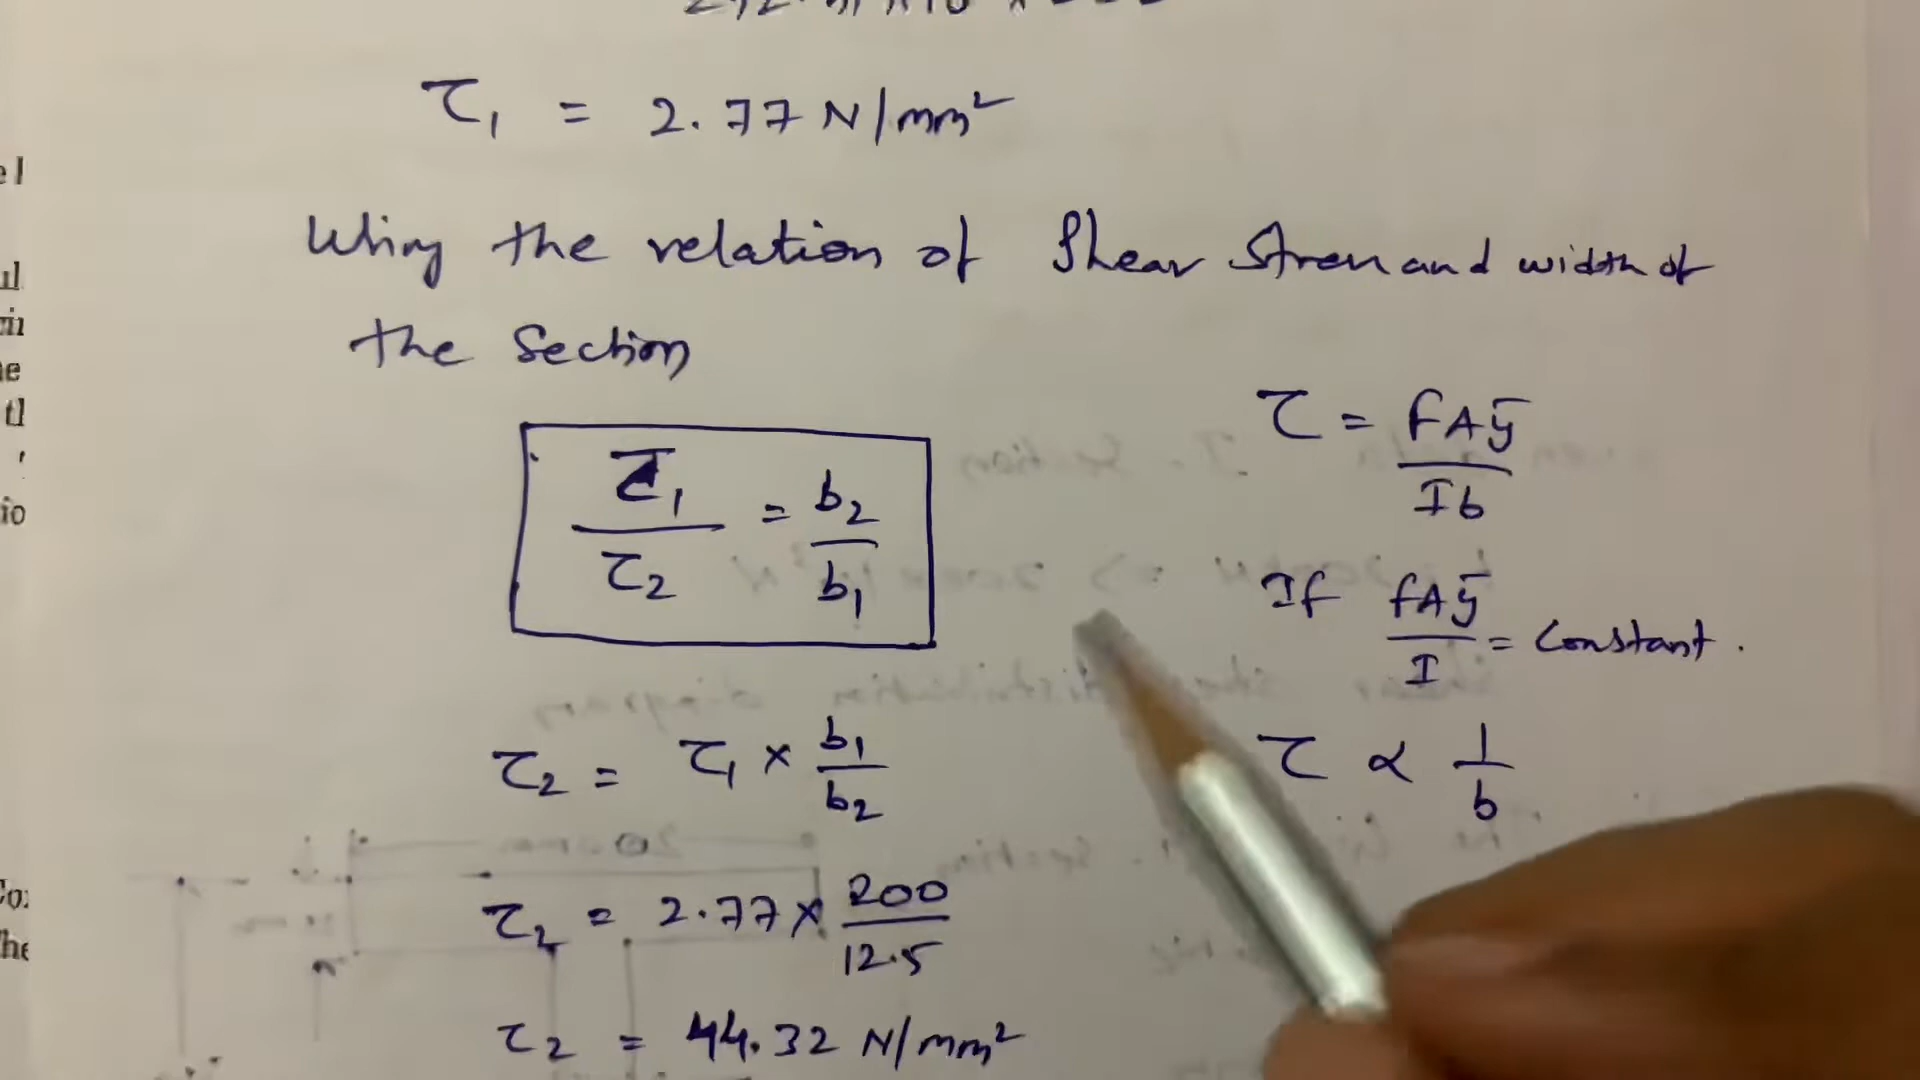 τ₁ = 2.77 N/mm²
Using the relation of Shear Stress and width of
the Section
τ₁/τ₂ = b₂/b₁
τ = FAȳ/Ib
If FAȳ/I = Constant.
τ₂ = τ₁ × b₁/b₂
τ ∝ 1/b
τ₂ = 2.77 × 200/12.5
τ₂ = 44.32 N/mm²